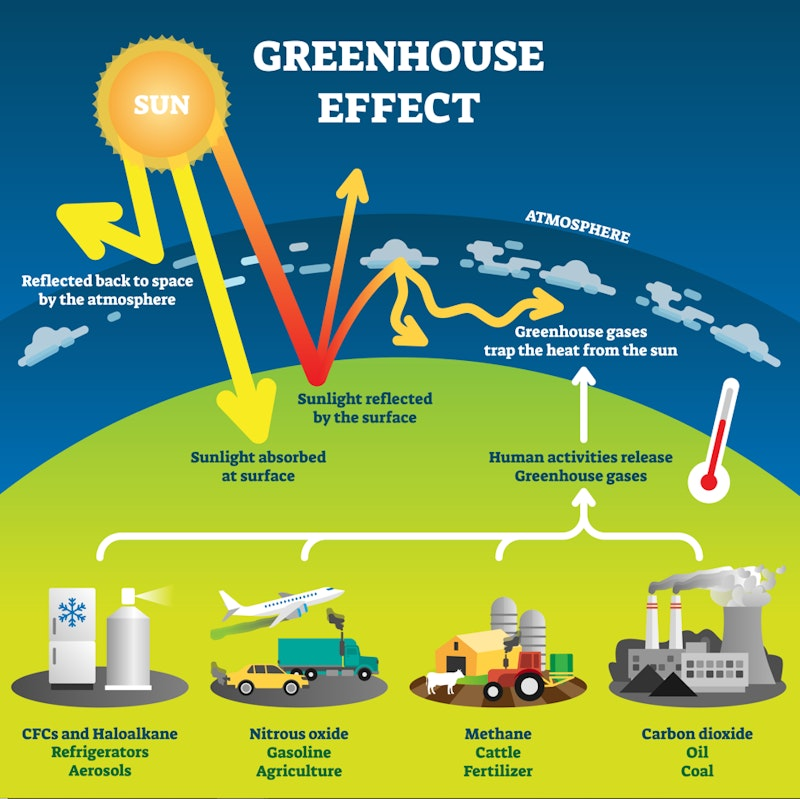 GREENHOUSE
EFFECT
SUN
ATMOSPHERE
Reflected back to space
by the atmosphere
Greenhouse gases
trap the heat from the sun
Sunlight reflected
by the surface
Sunlight absorbed
at surface
Human activities release
Greenhouse gases
CFCs and Haloalkane
Refrigerators
Aerosols
Nitrous oxide
Gasoline
Agriculture
Methane
Cattle
Fertilizer
Carbon dioxide
Oil
Coal